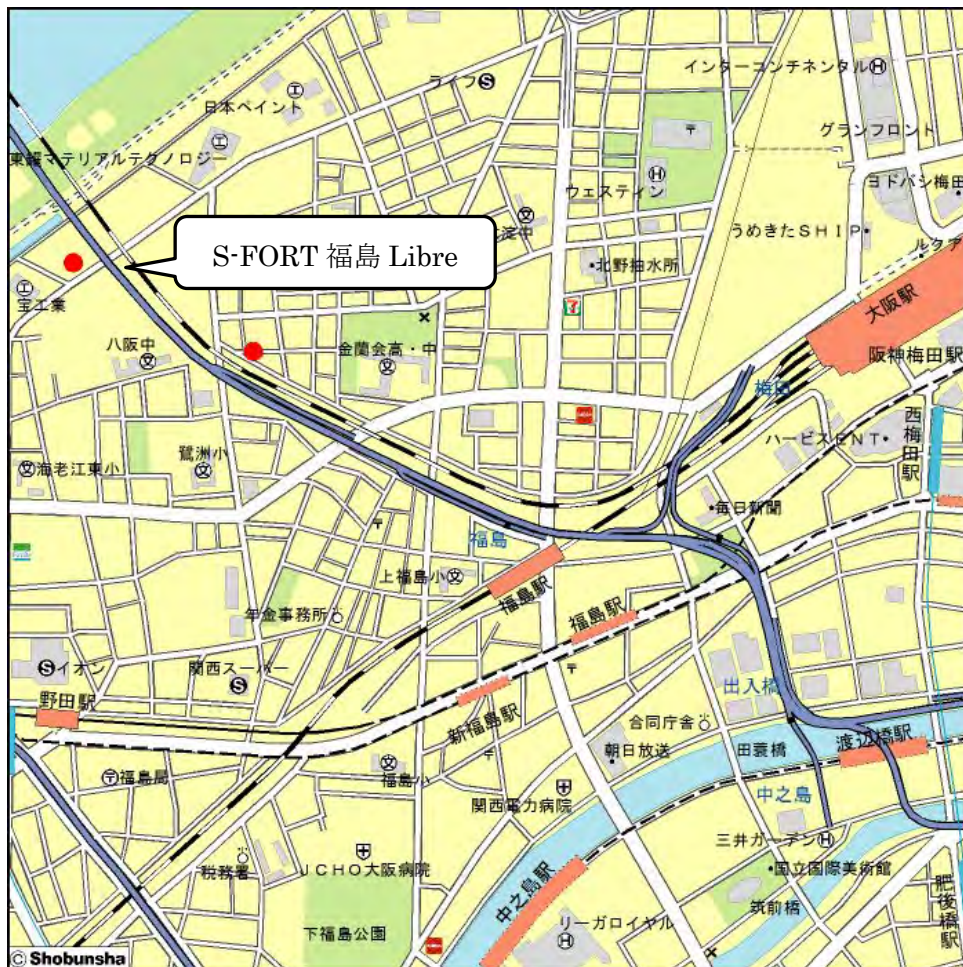 インターコンチネンタル
ライフ
日本ペイント
グランフロント
東鋼マテリアルテクノロジー
ウェスティン
ヨドバシ梅田
大淀中
うめきたSHIP
ルクア
S-FORT 福島 Libre
北野抽水所
宝工業
大阪駅
八阪中
金蘭会高・中
阪神梅田駅
梅田
西梅田駅
ハービスENT
海老江東小
鷺洲小
毎日新聞
福島
上福島小
福島駅
年金事務所
福島駅
イオン
関西スーパー
出入橋
野田駅
新福島駅
合同庁舎
渡辺橋駅
朝日放送
田蓑橋
福島局
福島小
中之島
関西電力病院
三井ガーデン
税務署
JCHO大阪病院
国立国際美術館
中之島駅
肥後橋駅
筑前橋
下福島公園
リーガロイヤル
© Shobunsha